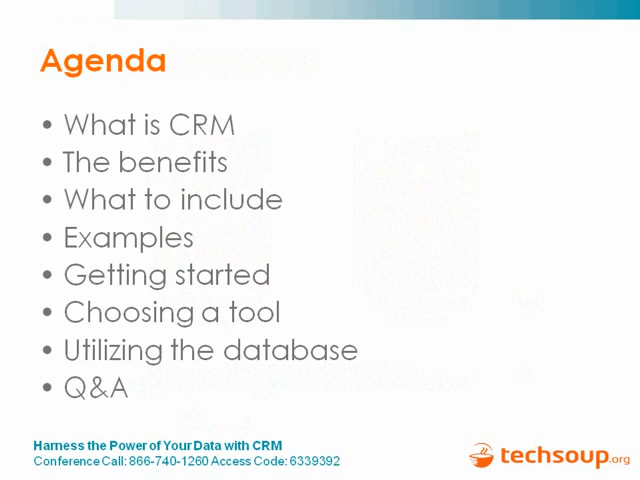 Agenda
• What is CRM
• The benefits
• What to include
• Examples
• Getting started
• Choosing a tool
• Utilizing the database
• Q&A
Harness the Power of Your Data with CRM
Conference Call: 866-740-1260 Access Code: 6339392
techsoup.org